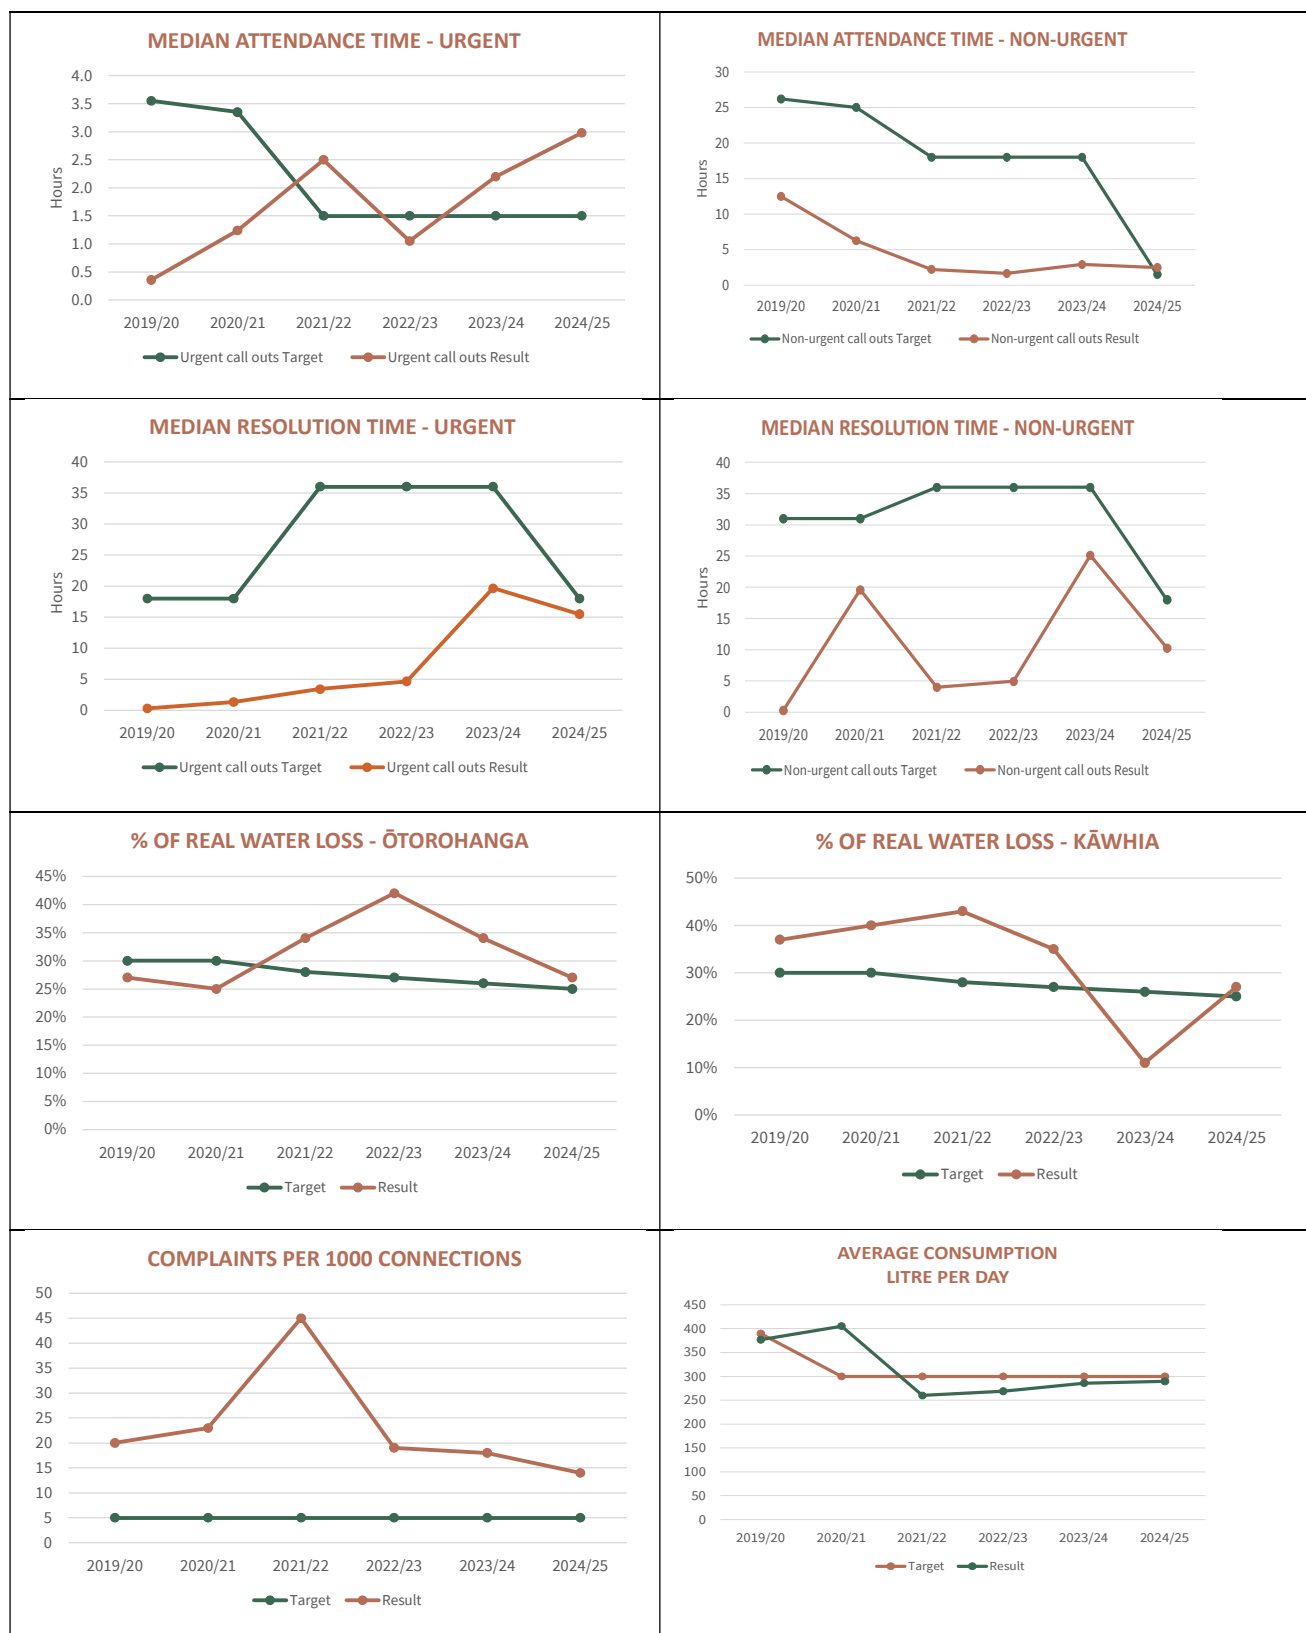 MEDIAN ATTENDANCE TIME - URGENT
4.0
3.5
3.0
2.5
2.0
1.5
1.0
0.5
0.0
Hours
2019/20 2020/21 2021/22 2022/23 2023/24 2024/25
Urgent call outs Target Urgent call outs Result
MEDIAN ATTENDANCE TIME - NON-URGENT
30
25
20
15
10
5
0
Hours
2019/20 2020/21 2021/22 2022/23 2023/24 2024/25
Non-urgent call outs Target Non-urgent call outs Result
MEDIAN RESOLUTION TIME - URGENT
40
35
30
25
20
15
10
5
0
Hours
2019/20 2020/21 2021/22 2022/23 2023/24 2024/25
Urgent call outs Target Urgent call outs Result
MEDIAN RESOLUTION TIME - NON-URGENT
40
35
30
25
20
15
10
5
0
Hours
2019/20 2020/21 2021/22 2022/23 2023/24 2024/25
Non-urgent call outs Target Non-urgent call outs Result
% OF REAL WATER LOSS - ŌTOROHANGA
45%
40%
35%
30%
25%
20%
15%
10%
5%
0%
2019/20 2020/21 2021/22 2022/23 2023/24 2024/25
Target Result
% OF REAL WATER LOSS - KĀWHIA
50%
40%
30%
20%
10%
0%
2019/20 2020/21 2021/22 2022/23 2023/24 2024/25
Target Result
COMPLAINTS PER 1000 CONNECTIONS
50
45
40
35
30
25
20
15
10
5
0
2019/20 2020/21 2021/22 2022/23 2023/24 2024/25
Target Result
AVERAGE CONSUMPTION
LITRE PER DAY
450
400
350
300
250
200
150
100
50
0
2019/20 2020/21 2021/22 2022/23 2023/24 2024/25
Target Result